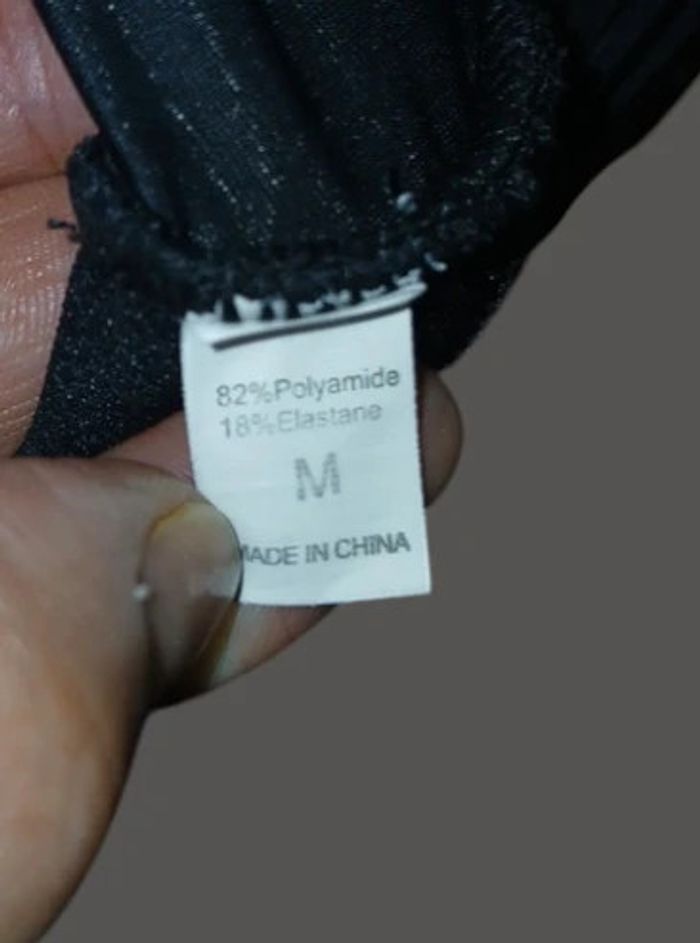 82%Polyamide
18%Elastane
M
MADE IN CHINA